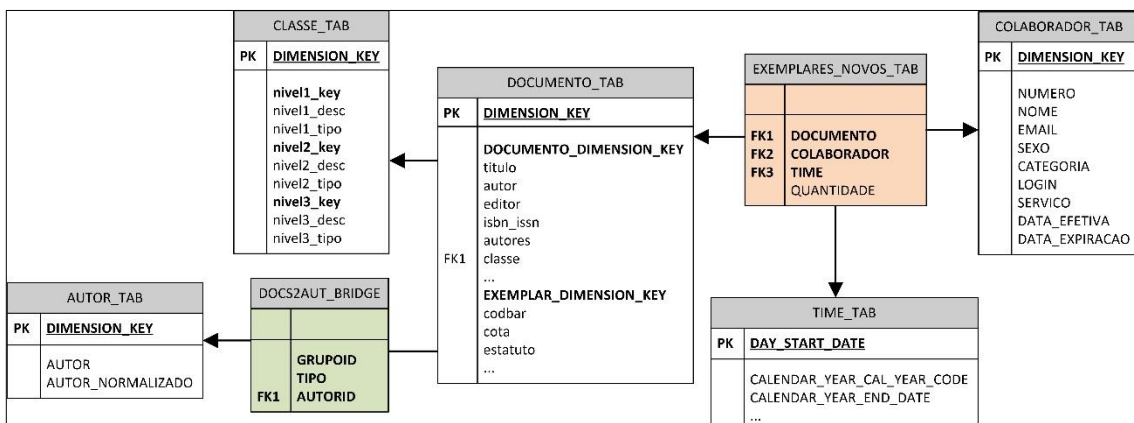 CLASSE_TAB
PK DIMENSION_KEY
nivel1_key
nivel1_desc
nivel1_tipo
nivel2_key
nivel2_desc
nivel2_tipo
nivel3_key
nivel3_desc
nivel3_tipo
DOCUMENTO_TAB
PK DIMENSION_KEY
DOCUMENTO_DIMENSION_KEY
titulo
autor
editor
isbn_issn
autores
FK1 classe
...
EXEMPLAR_DIMENSION_KEY
codbar
cota
estatuto
...
EXEMPLARES_NOVOS_TAB
FK1 DOCUMENTO
FK2 COLABORADOR
FK3 TIME
QUANTIDADE
COLABORADOR_TAB
PK DIMENSION_KEY
NUMERO
NOME
EMAIL
SEXO
CATEGORIA
LOGIN
SERVICO
DATA_EFETIVA
DATA_EXPIRACAO
AUTOR_TAB
PK DIMENSION_KEY
AUTOR
AUTOR_NORMALIZADO
DOCS2AUT_BRIDGE
GRUPOID
TIPO
FK1 AUTORID
TIME_TAB
PK DAY_START_DATE
CALENDAR_YEAR_CAL_YEAR_CODE
CALENDAR_YEAR_END_DATE
...